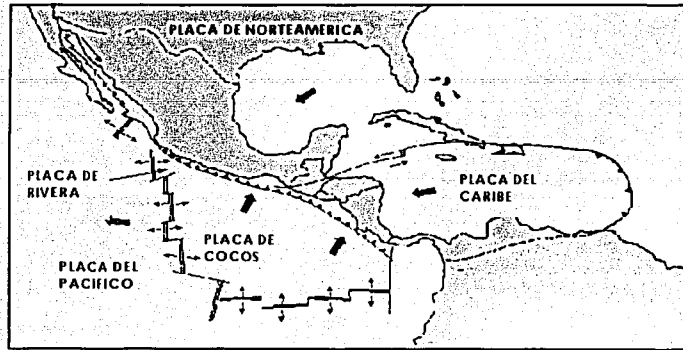 PLACA DE NORTEAMERICA
PLACA DE
RIVERA
PLACA DEL
CARIBE
PLACA DE
COCOS
PLACA DEL
PACIFICO